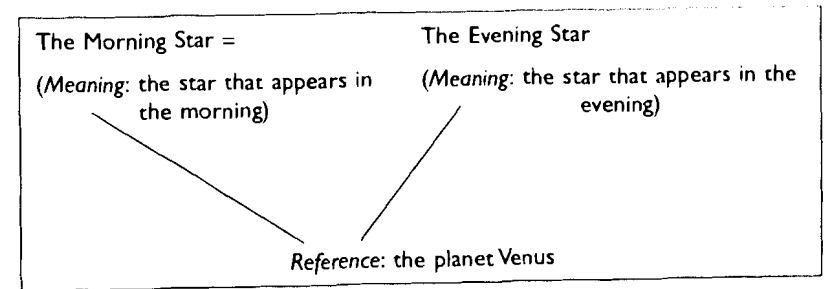 The Morning Star =
The Evening Star
(Meaning: the star that appears in
the morning)
(Meaning: the star that appears in the
evening)
Reference: the planet Venus